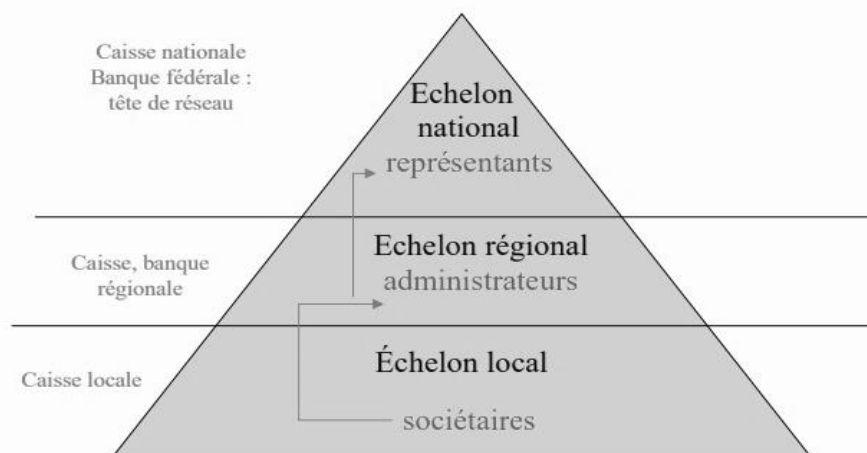 Caisse nationale
Banque fédérale :
tête de réseau
Echelon
national
représentants
Caisse, banque
régionale
Echelon régional
administrateurs
Caisse locale
Échelon local
sociétaires